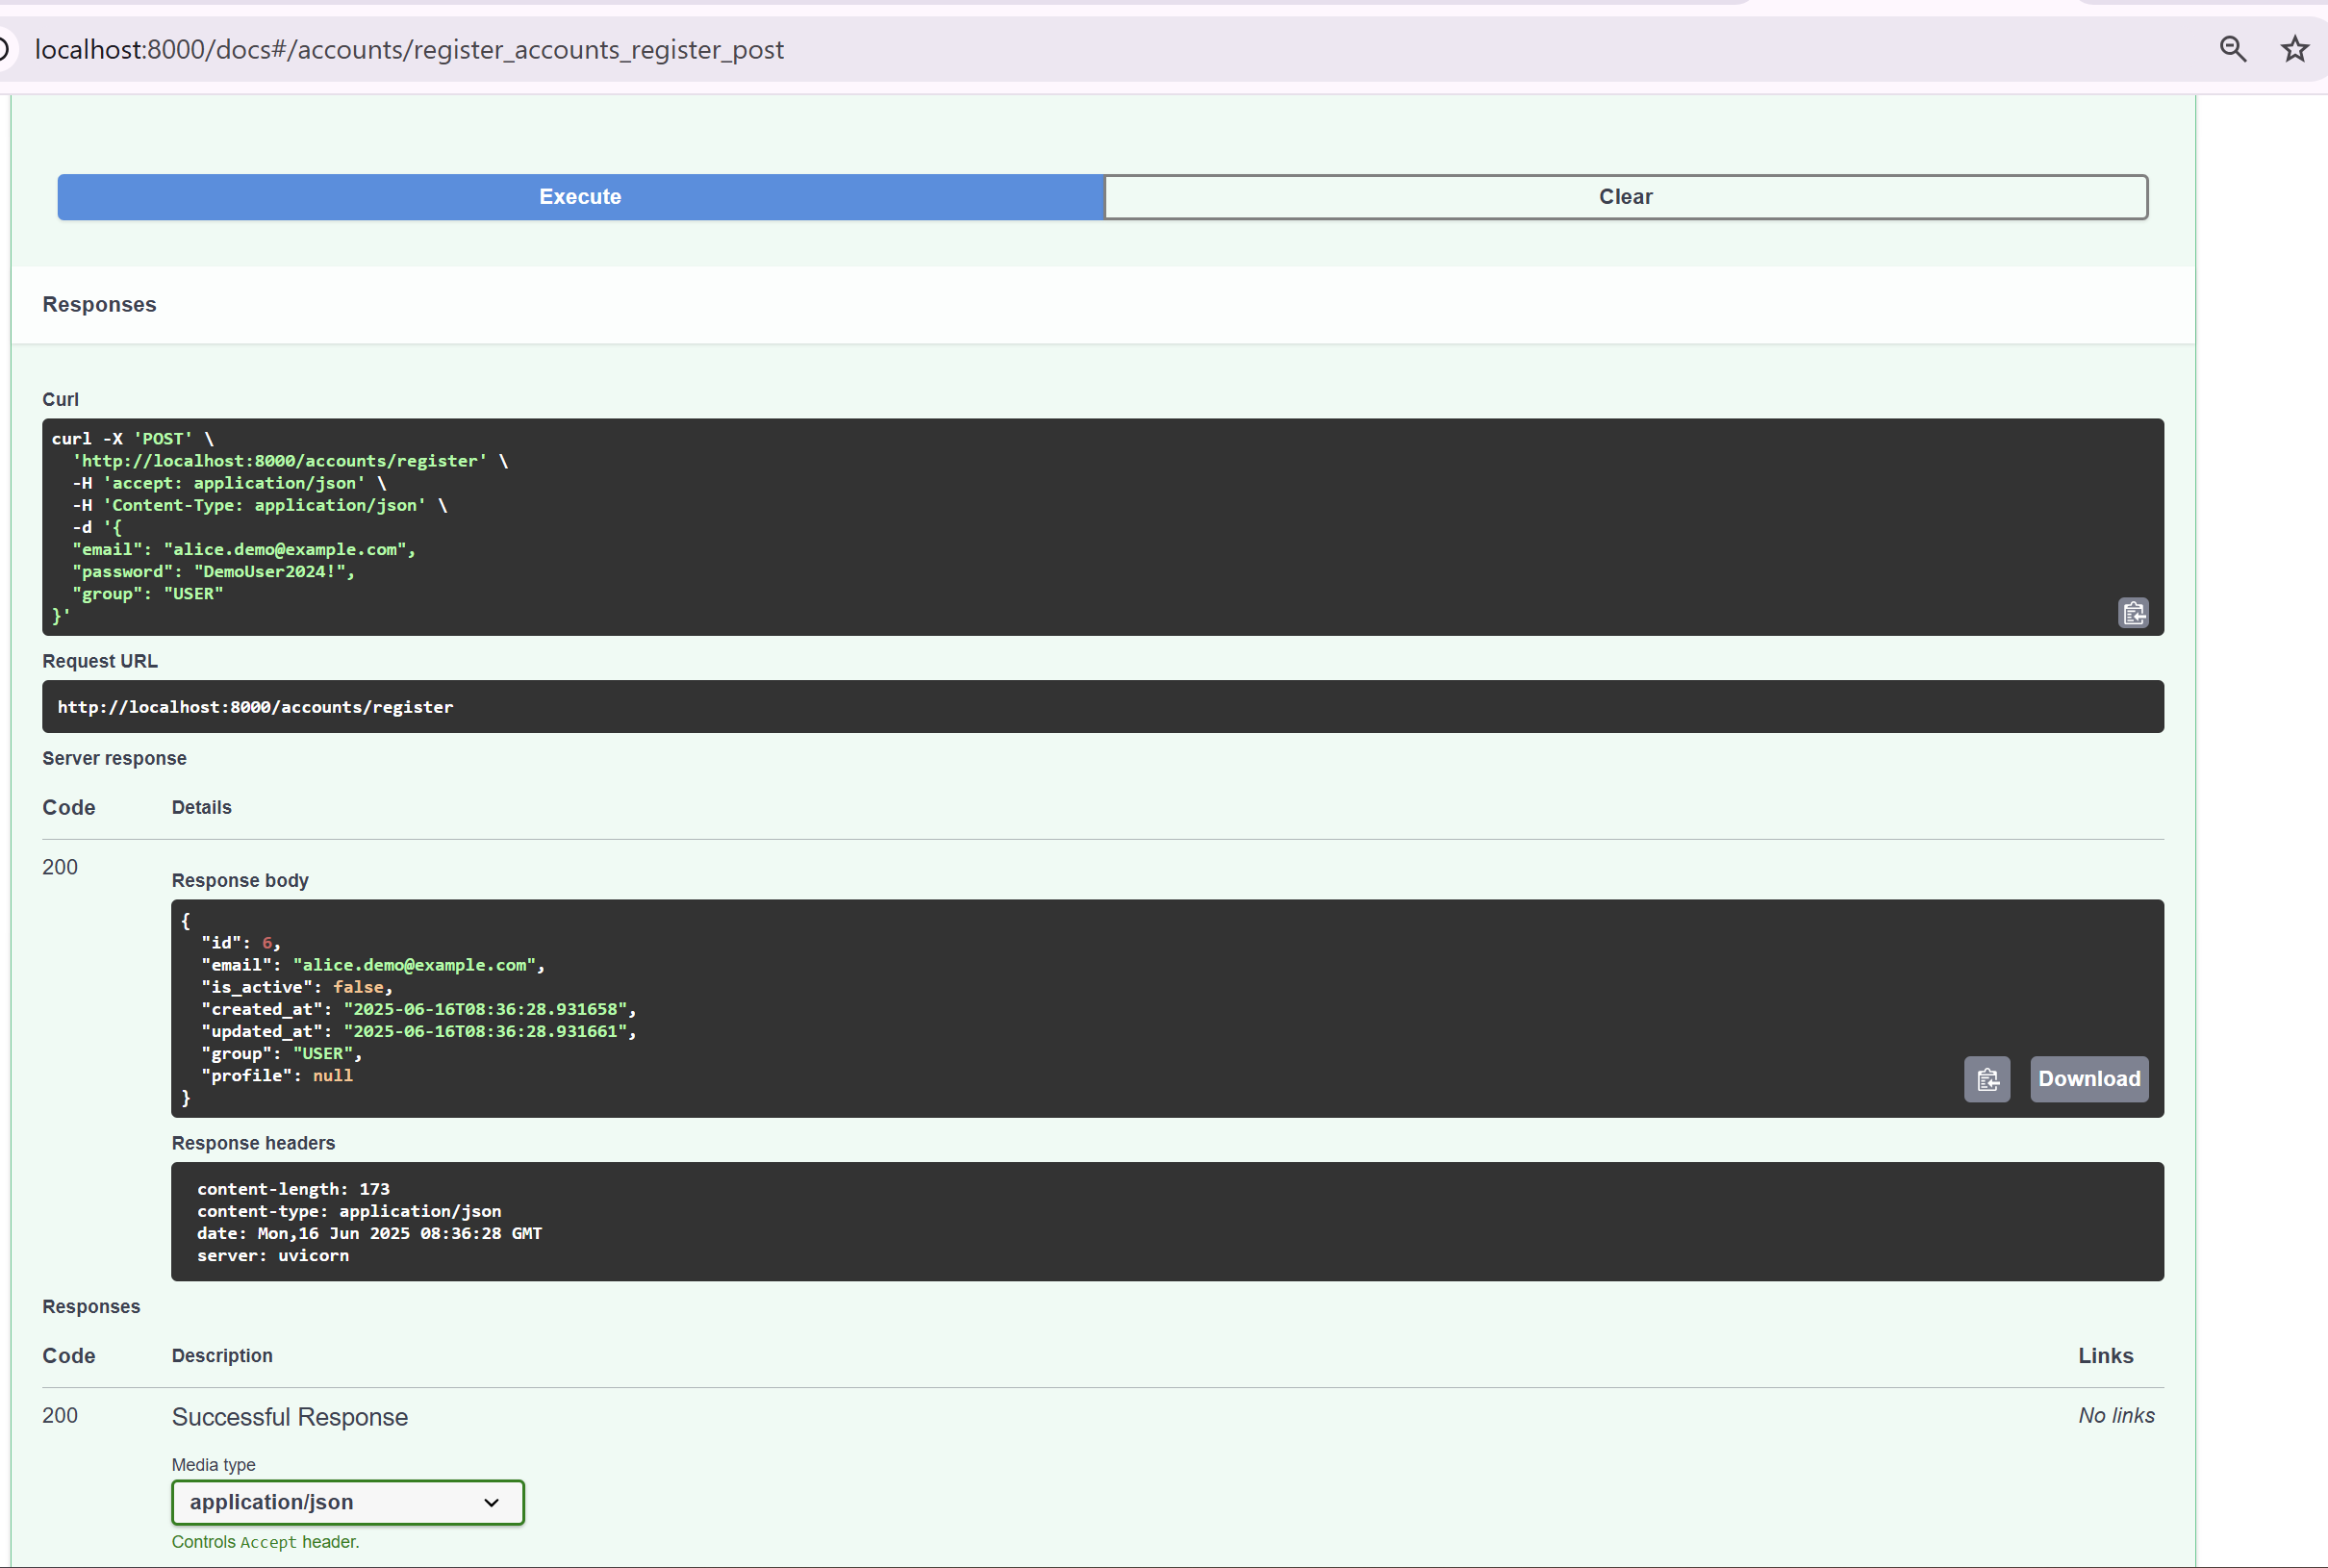 localhost:8000/docs#/accounts/register_accounts_register_post
Execute
Clear
Responses
Curl
curl -X 'POST' \
  'http://localhost:8000/accounts/register' \
  -H 'accept: application/json' \
  -H 'Content-Type: application/json' \
  -d '{
  "email": "alice.demo@example.com",
  "password": "DemoUser2024!",
  "group": "USER"
}'
Request URL
http://localhost:8000/accounts/register
Server response
Code Details
200
Response body
{
  "id": 6,
  "email": "alice.demo@example.com",
  "is_active": false,
  "created_at": "2025-06-16T08:36:28.931658",
  "updated_at": "2025-06-16T08:36:28.931661",
  "group": "USER",
  "profile": null
}
Download
Response headers
content-length: 173
content-type: application/json
date: Mon,16 Jun 2025 08:36:28 GMT
server: uvicorn
Responses
Code Description Links
200 Successful Response No links
Media type
application/json
Controls Accept header.